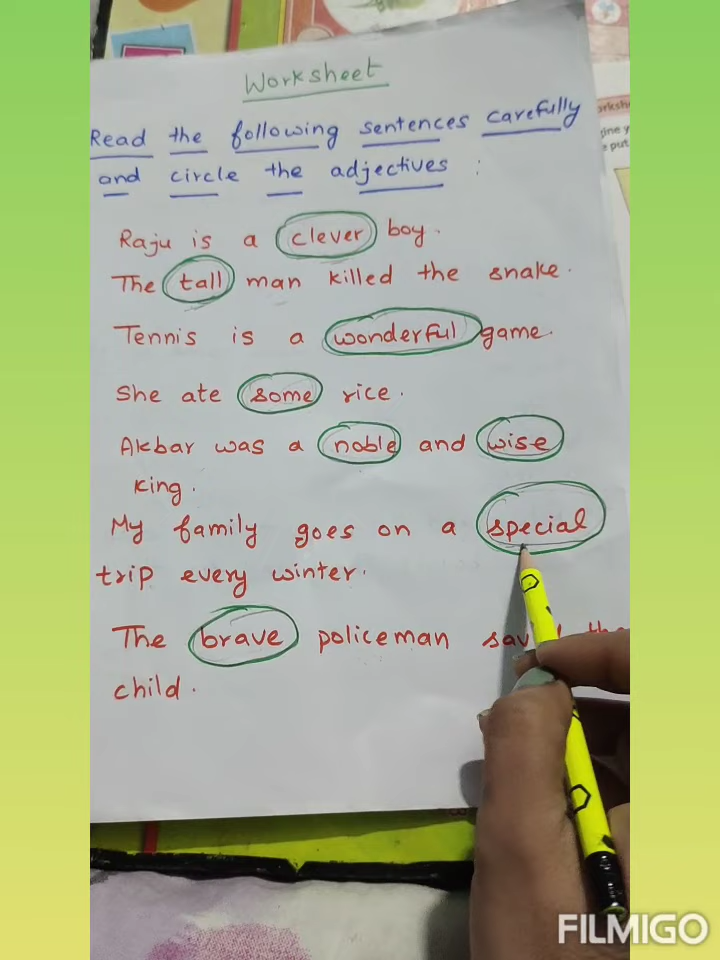 Worksheet
Read the following sentences carefully
and circle the adjectives :
Raju is a clever boy.
The tall man killed the snake.
Tennis is a wonderful game.
She ate some rice.
Akbar was a noble and wise
king.
My family goes on a special
trip every winter.
The brave policeman
child.
FILMIGO